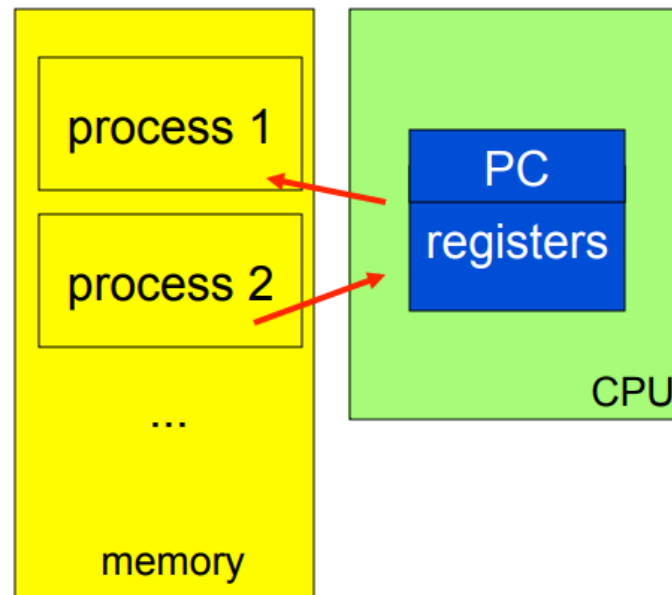 process 1
process 2
...
memory
PC
registers
CPU